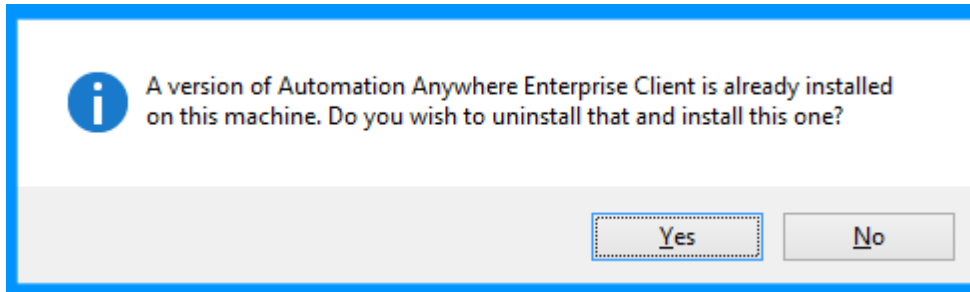 A version of Automation Anywhere Enterprise Client is already installed
on this machine. Do you wish to uninstall that and install this one?
Yes
No